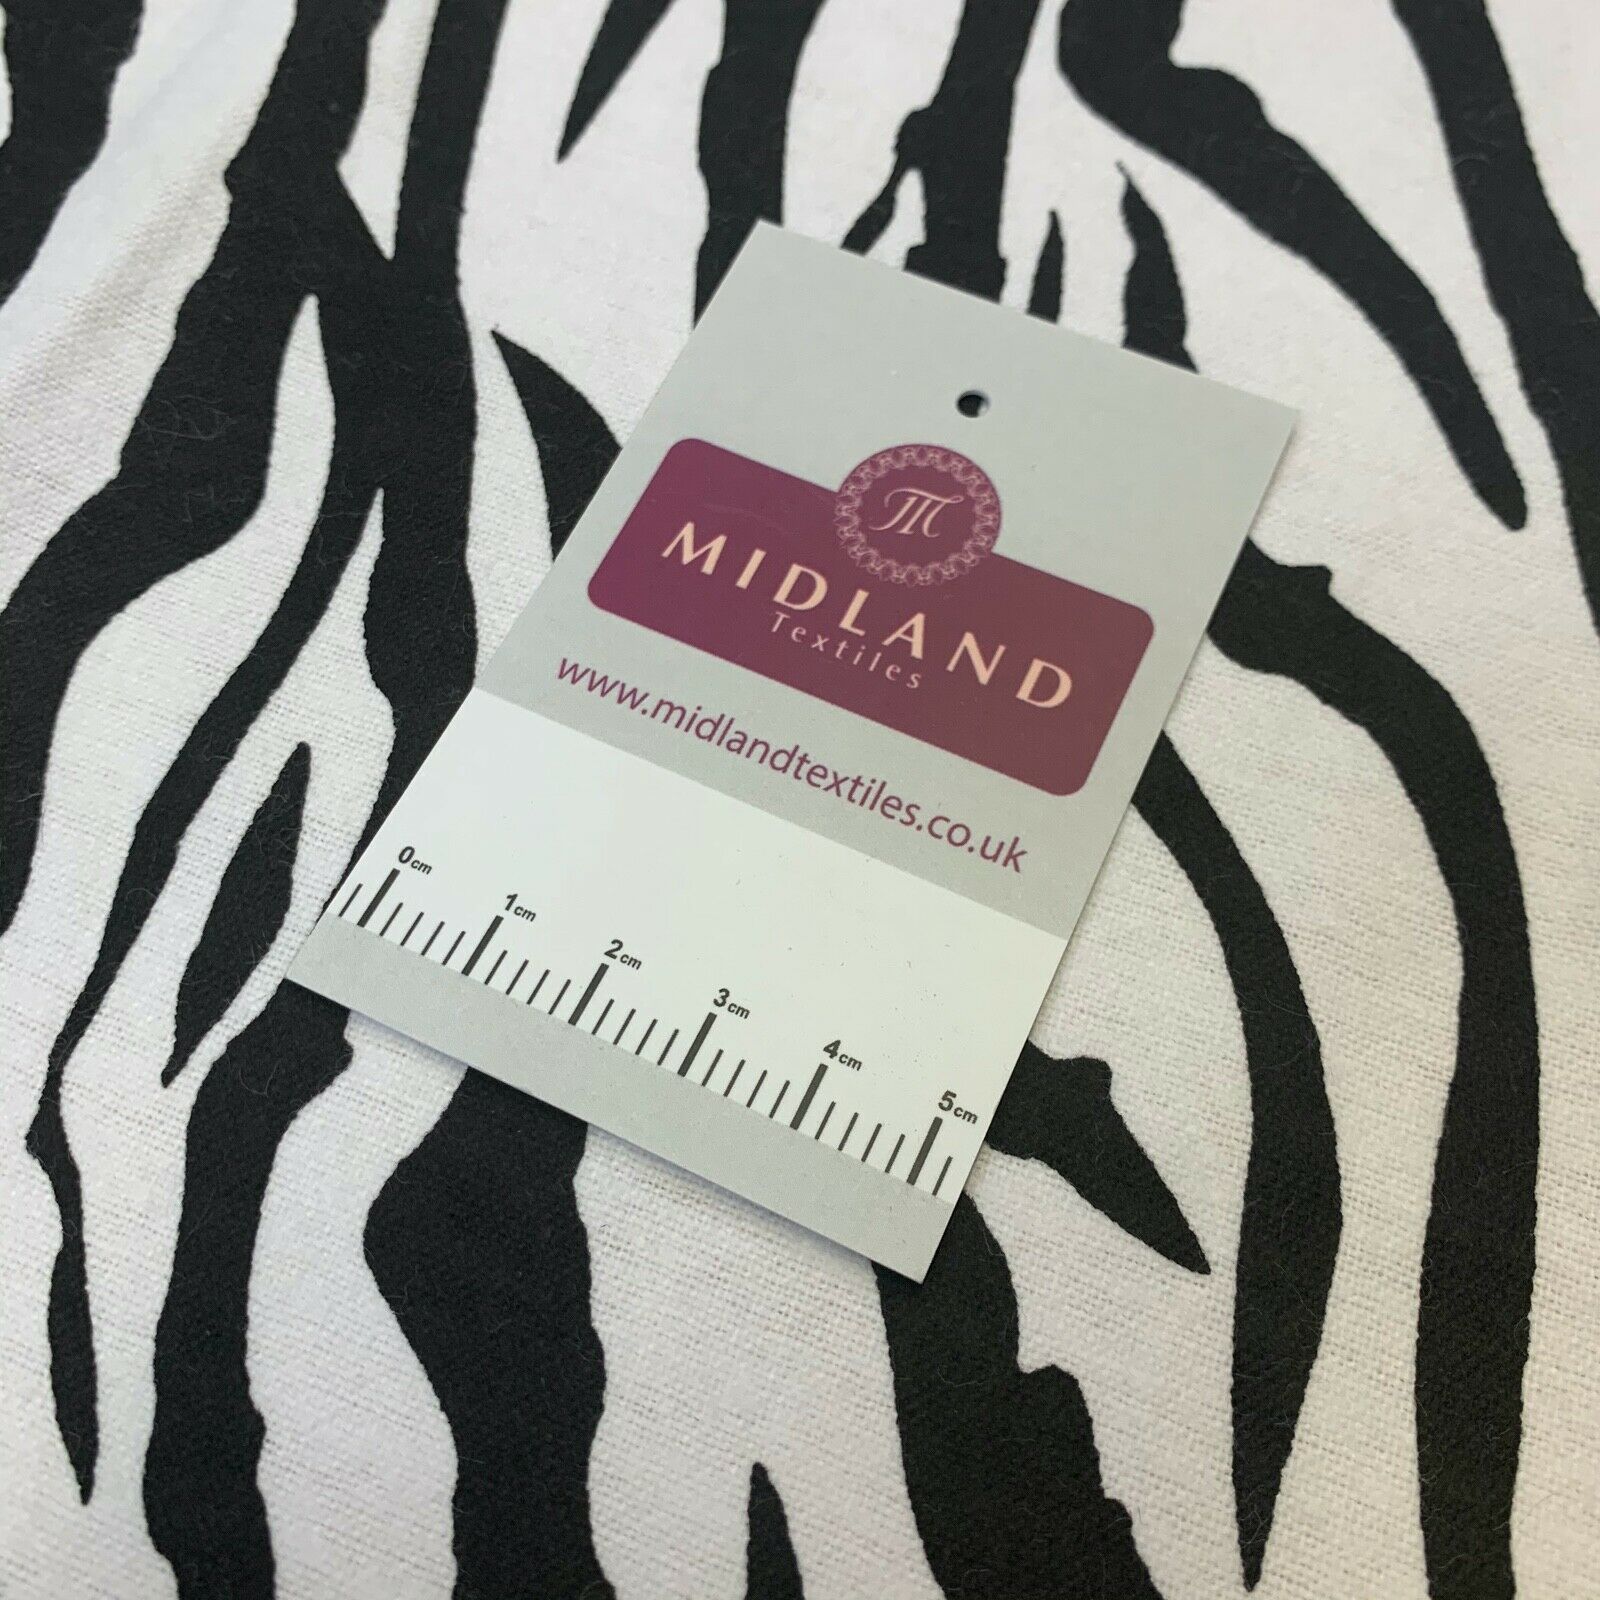 M
MIDLAND
Textiles
www.midlandtextiles.co.uk
0cm 1cm 2cm 3cm 4cm 5cm